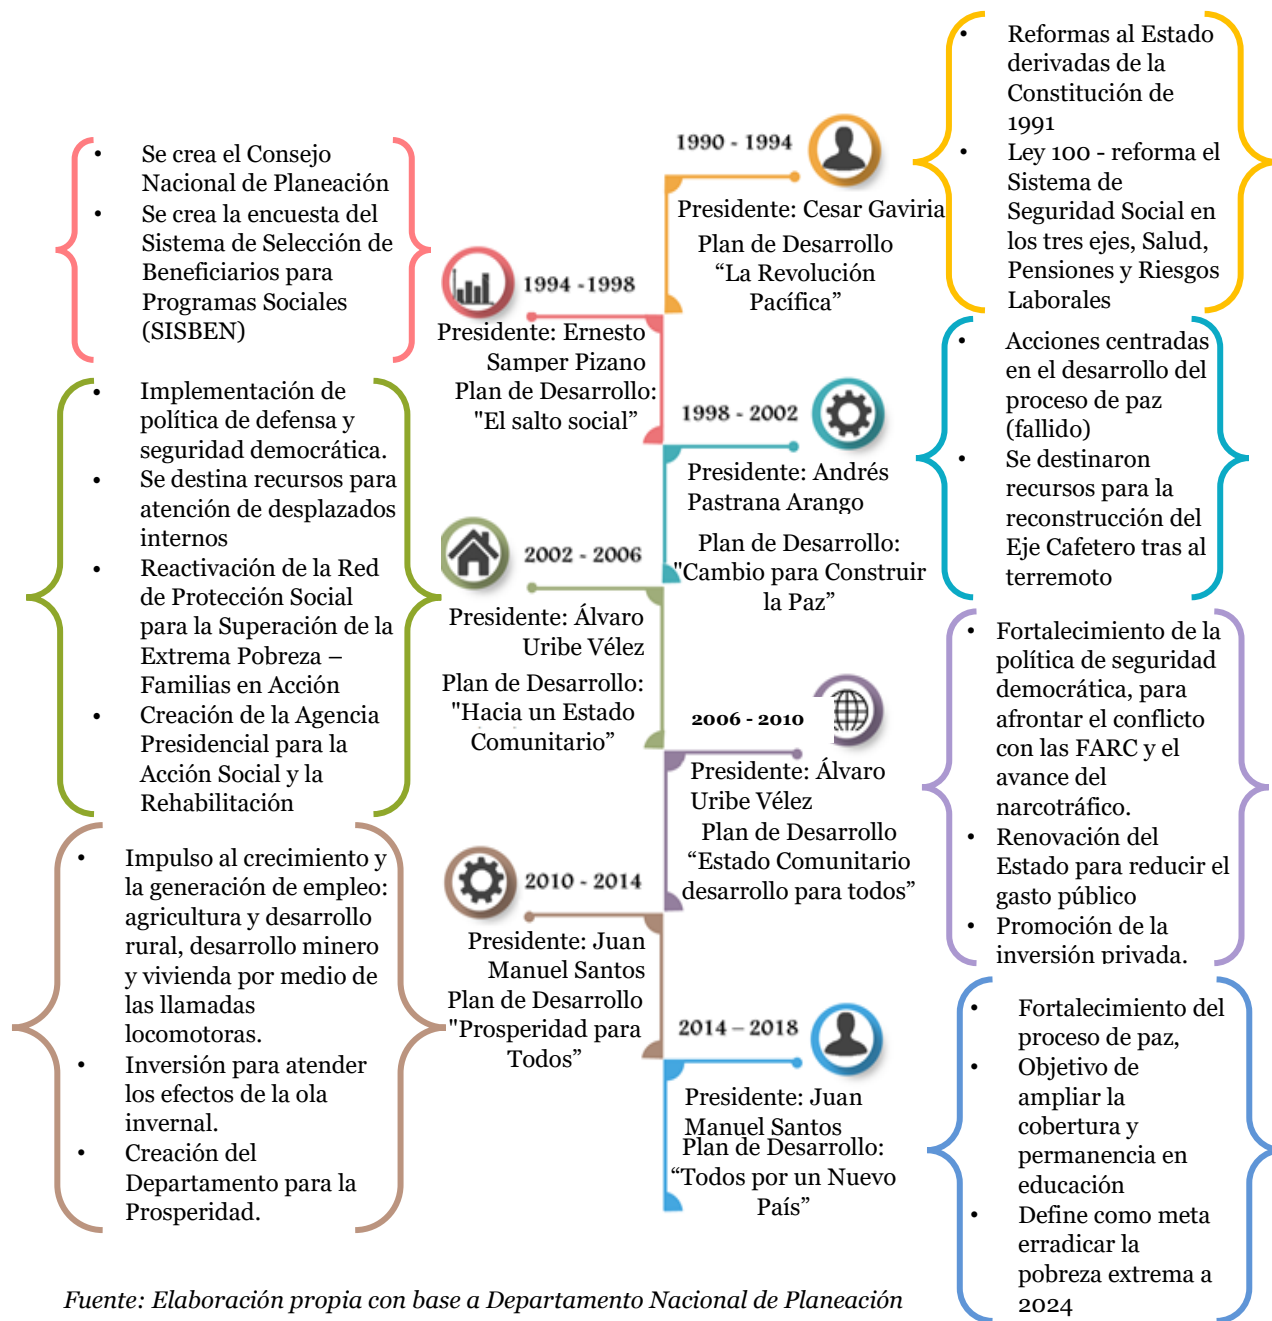 1990 - 1994
Presidente: Cesar Gaviria
Plan de Desarrollo
“La Revolución
Pacífica”
• Reformas al Estado
derivadas de la
Constitución de
1991
• Ley 100 - reforma el
Sistema de
Seguridad Social en
los tres ejes, Salud,
Pensiones y Riesgos
Laborales
• Se crea el Consejo
Nacional de Planeación
• Se crea la encuesta del
Sistema de Selección de
Beneficiarios para
Programas Sociales
(SISBEN)
1994 -1998
Presidente: Ernesto
Samper Pizano
Plan de Desarrollo:
"El salto social”
1998 - 2002
Presidente: Andrés
Pastrana Arango
Plan de Desarrollo:
"Cambio para Construir
la Paz”
• Acciones centradas
en el desarrollo del
proceso de paz
(fallido)
• Se destinaron
recursos para la
reconstrucción del
Eje Cafetero tras al
terremoto
• Implementación de
política de defensa y
seguridad democrática.
• Se destina recursos para
atención de desplazados
internos
• Reactivación de la Red
de Protección Social
para la Superación de la
Extrema Pobreza –
Familias en Acción
• Creación de la Agencia
Presidencial para la
Acción Social y la
Rehabilitación
2002 - 2006
Presidente: Álvaro
Uribe Vélez
Plan de Desarrollo:
"Hacia un Estado
Comunitario”
2006 - 2010
Presidente: Álvaro
Uribe Vélez
Plan de Desarrollo
“Estado Comunitario
desarrollo para todos”
• Fortalecimiento de la
política de seguridad
democrática, para
afrontar el conflicto
con las FARC y el
avance del
narcotráfico.
• Renovación del
Estado para reducir el
gasto público
• Promoción de la
inversión privada.
• Impulso al crecimiento y
la generación de empleo:
agricultura y desarrollo
rural, desarrollo minero
y vivienda por medio de
las llamadas
locomotoras.
• Inversión para atender
los efectos de la ola
invernal.
• Creación del
Departamento para la
Prosperidad.
2010 - 2014
Presidente: Juan
Manuel Santos
Plan de Desarrollo
"Prosperidad para
Todos”
2014 – 2018
Presidente: Juan
Manuel Santos
Plan de Desarrollo:
“Todos por un Nuevo
País”
• Fortalecimiento del
proceso de paz,
• Objetivo de
ampliar la
cobertura y
permanencia en
educación
• Define como meta
erradicar la
pobreza extrema a
2024
Fuente: Elaboración propia con base a Departamento Nacional de Planeación